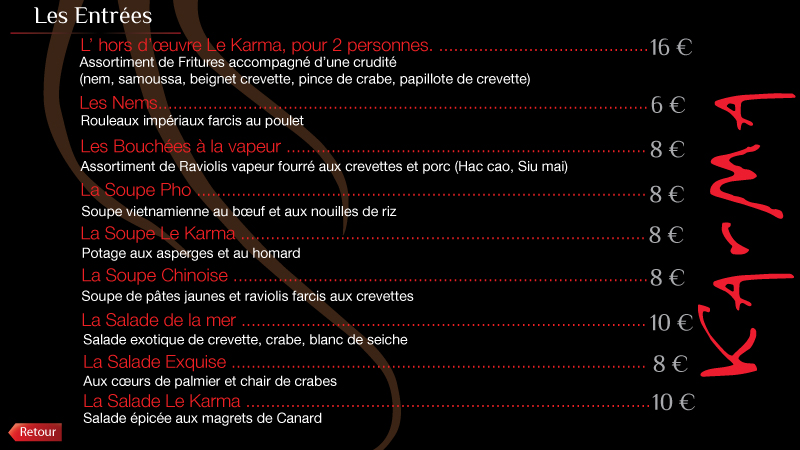 Les Entrées
L' hors d'œuvre Le Karma, pour 2 personnes. ........................................ 16 €
Assortiment de Fritures accompagné d'une crudité
(nem, samoussa, beignet crevette, pince de crabe, papillote de crevette)
Les Nems........................................ 6 €
Rouleaux impériaux farcis au poulet
Les Bouchées à la vapeur ........................................ 8 €
Assortiment de Raviolis vapeur fourré aux crevettes et porc (Hac cao, Siu mai)
La Soupe Pho ........................................ 8 €
Soupe vietnamienne au bœuf et aux nouilles de riz
La Soupe Le Karma ........................................ 8 €
Potage aux asperges et au homard
La Soupe Chinoise ........................................ 8 €
Soupe de pâtes jaunes et raviolis farcis aux crevettes
La Salade de la mer ........................................ 10 €
Salade exotique de crevette, crabe, blanc de seiche
La Salade Exquise ........................................ 8 €
Aux cœurs de palmier et chair de crabes
La Salade Le Karma ........................................ 10 €
Salade épicée aux magrets de Canard
Retour
KArMA